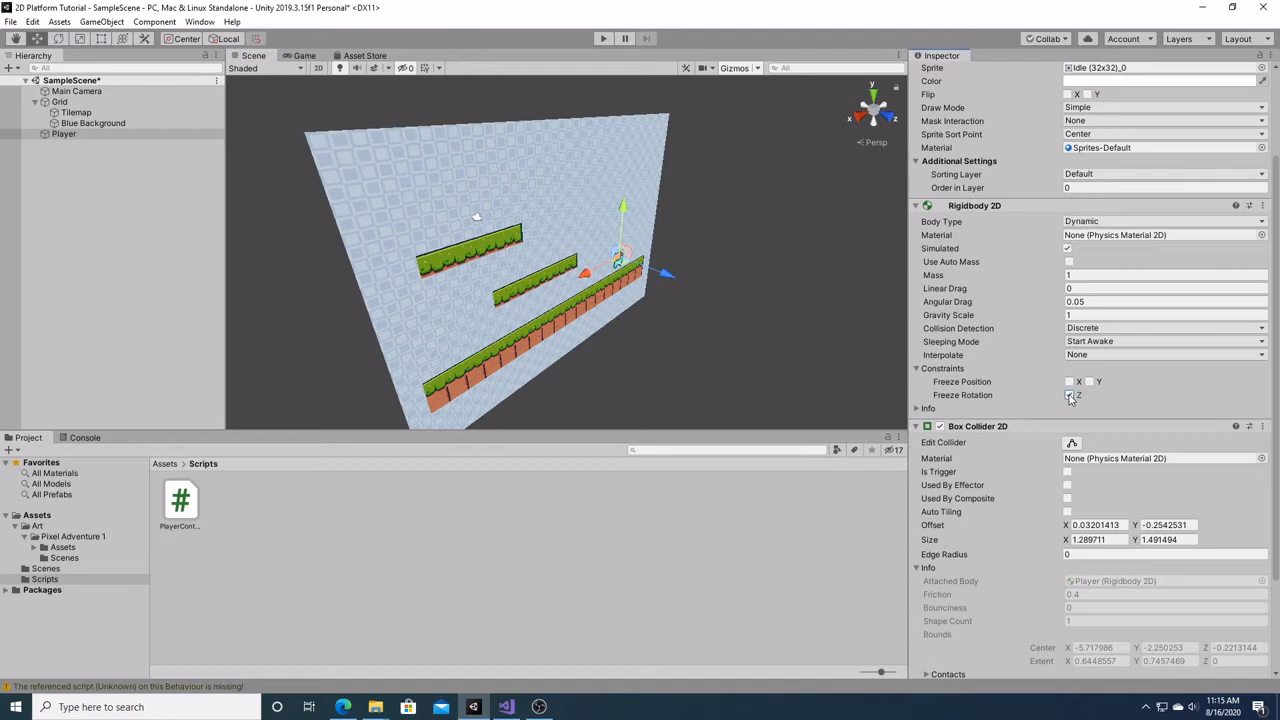 2D Platform Tutorial - SampleScene - PC, Mac & Linux Standalone - Unity 2019.3.15f1 Personal* <DX11>
File Edit Assets GameObject Component Window Help
Center Local Collab Account Layers Layout
Hierarchy
All
SampleScene*
Main Camera
Grid
Tilemap
Blue Background
Player
Scene Game Asset Store
Shaded 2D 0 Gizmos All
y
x z
Persp
Inspector
Sprite Idle (32x32)_0
Color
Flip X Y
Draw Mode Simple
Mask Interaction None
Sprite Sort Point Center
Material Sprites-Default
Additional Settings
Sorting Layer Default
Order in Layer 0
Rigidbody 2D
Body Type Dynamic
Material None (Physics Material 2D)
Simulated
Use Auto Mass
Mass 1
Linear Drag 0
Angular Drag 0.05
Gravity Scale 1
Collision Detection Discrete
Sleeping Mode Start Awake
Interpolate None
Constraints
Freeze Position X Y
Freeze Rotation Z
Info
Box Collider 2D
Edit Collider
Material None (Physics Material 2D)
Is Trigger
Used By Effector
Used By Composite
Auto Tiling
Offset X 0.03201413 Y -0.2542531
Size X 1.289711 Y 1.491494
Edge Radius 0
Info
Attached Body Player (Rigidbody 2D)
Friction 0.4
Bounciness 0
Shape Count 1
Bounds
Center X -5.717986 Y -2.250253 Z -0.2213144
Extent X 0.6448557 Y 0.7457469 Z 0
Contacts
Project Console
17
Favorites
All Materials
All Models
All Prefabs
Assets
Art
Pixel Adventure 1
Assets
Scenes
Scenes
Scripts
Packages
Assets > Scripts
#
PlayerCont...
The referenced script (Unknown) on this Behaviour is missing!
Type here to search
11:15 AM
8/16/2020